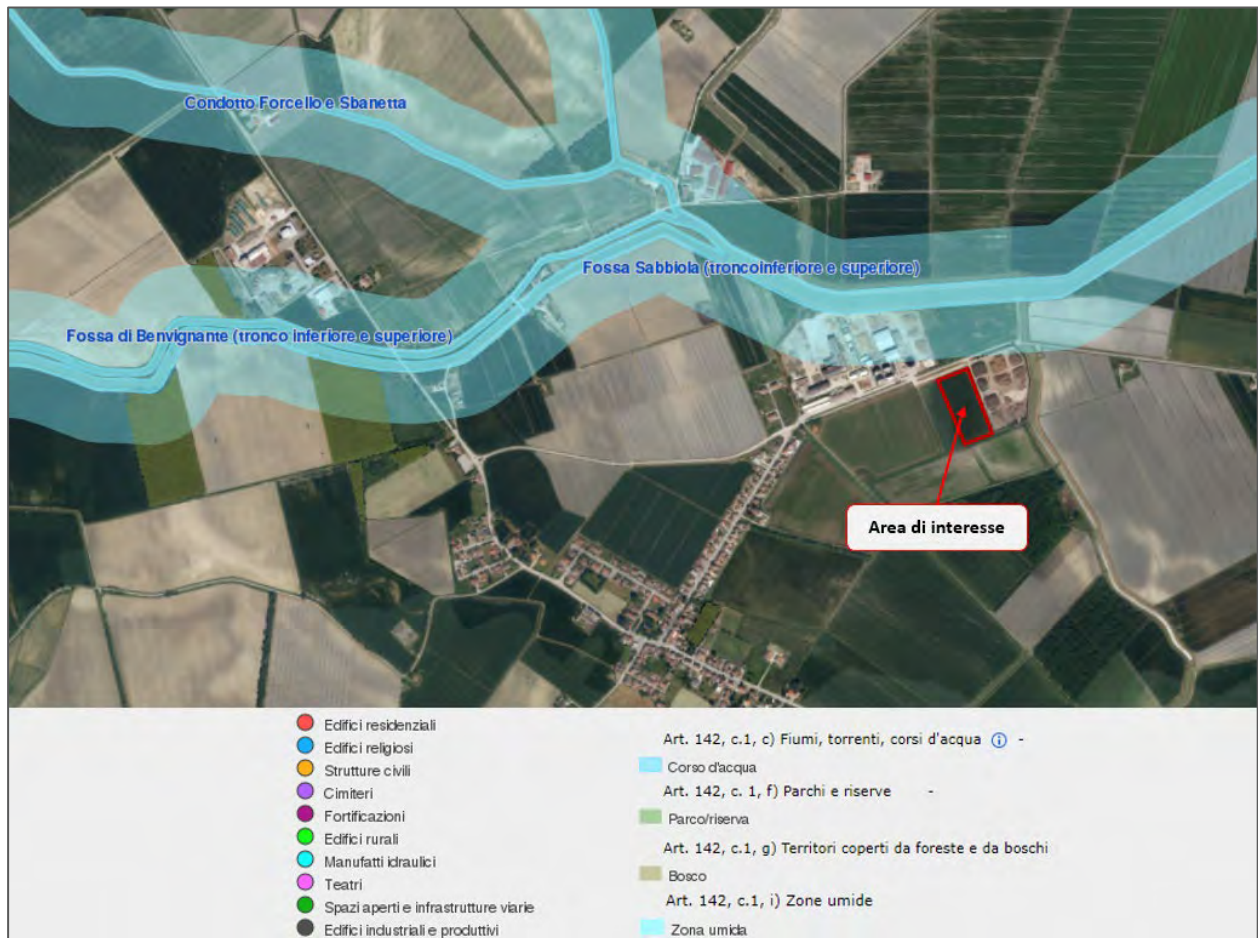 Condotto Forcello e Sbanetta
Fossa Sabbiola (troncoinferiore e superiore)
Fossa di Benvignante (tronco inferiore e superiore)
Area di interesse
Edifici residenziali
Edifici religiosi
Strutture civili
Cimiteri
Fortificazioni
Edifici rurali
Manufatti idraulici
Teatri
Spazi aperti e infrastrutture viarie
Edifici industriali e produttivi
Art. 142, c.1, c) Fiumi, torrenti, corsi d'acqua i -
Corso d'acqua
Art. 142, c. 1, f) Parchi e riserve -
Parco/riserva
Art. 142, c.1, g) Territori coperti da foreste e da boschi
Bosco
Art. 142, c.1, i) Zone umide
Zona umida